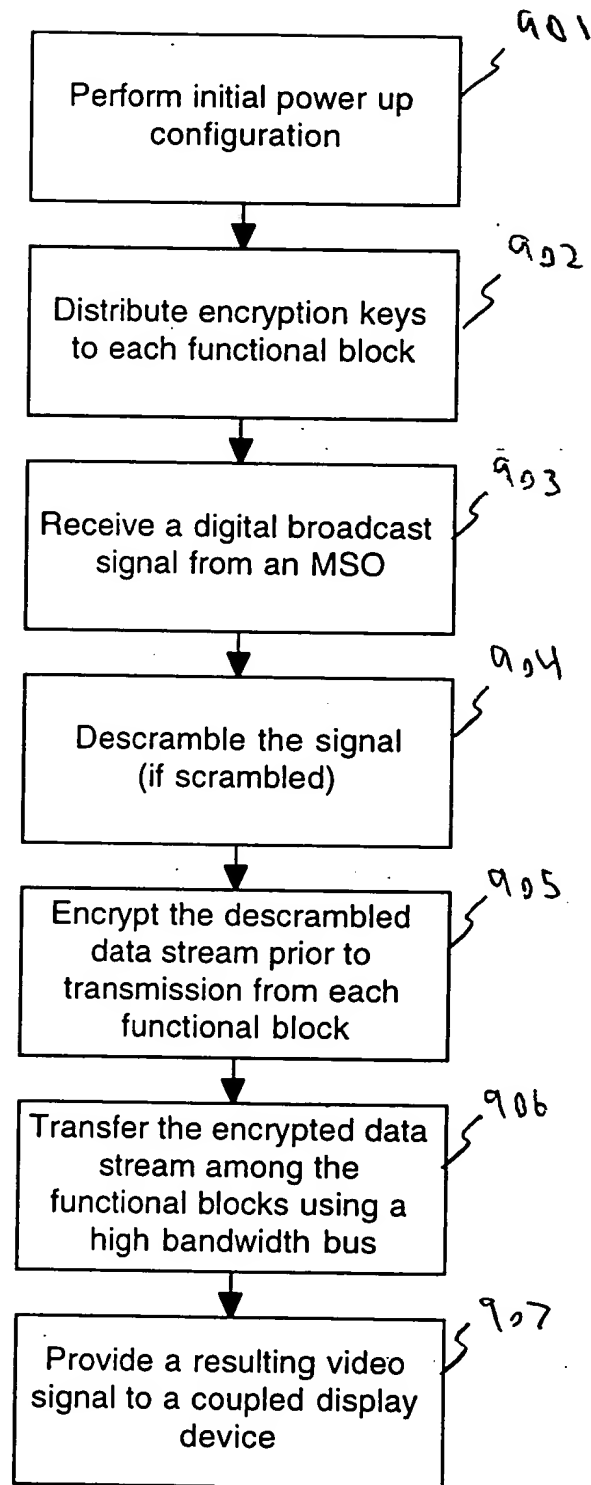 901
Perform initial power up
configuration
902
Distribute encryption keys
to each functional block
903
Receive a digital broadcast
signal from an MSO
904
Descramble the signal
(if scrambled)
905
Encrypt the descrambled
data stream prior to
transmission from each
functional block
906
Transfer the encrypted data
stream among the
functional blocks using a
high bandwidth bus
907
Provide a resulting video
signal to a coupled display
device